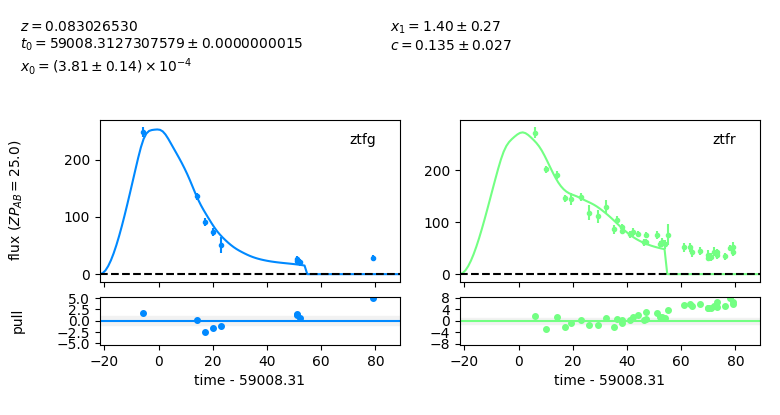 z = 0.083026530
t₀ = 59008.3127307579 ± 0.0000000015
x₀ = (3.81 ± 0.14) × 10⁻⁴
x₁ = 1.40 ± 0.27
c = 0.135 ± 0.027
flux (ZP_AB = 25.0)
200
100
0
ztfg
200
100
0
ztfr
pull
5.0
2.5
0.0
−2.5
−5.0
−20 0 20 40 60 80
time - 59008.31
8
4
0
−4
−8
−20 0 20 40 60 80
time - 59008.31